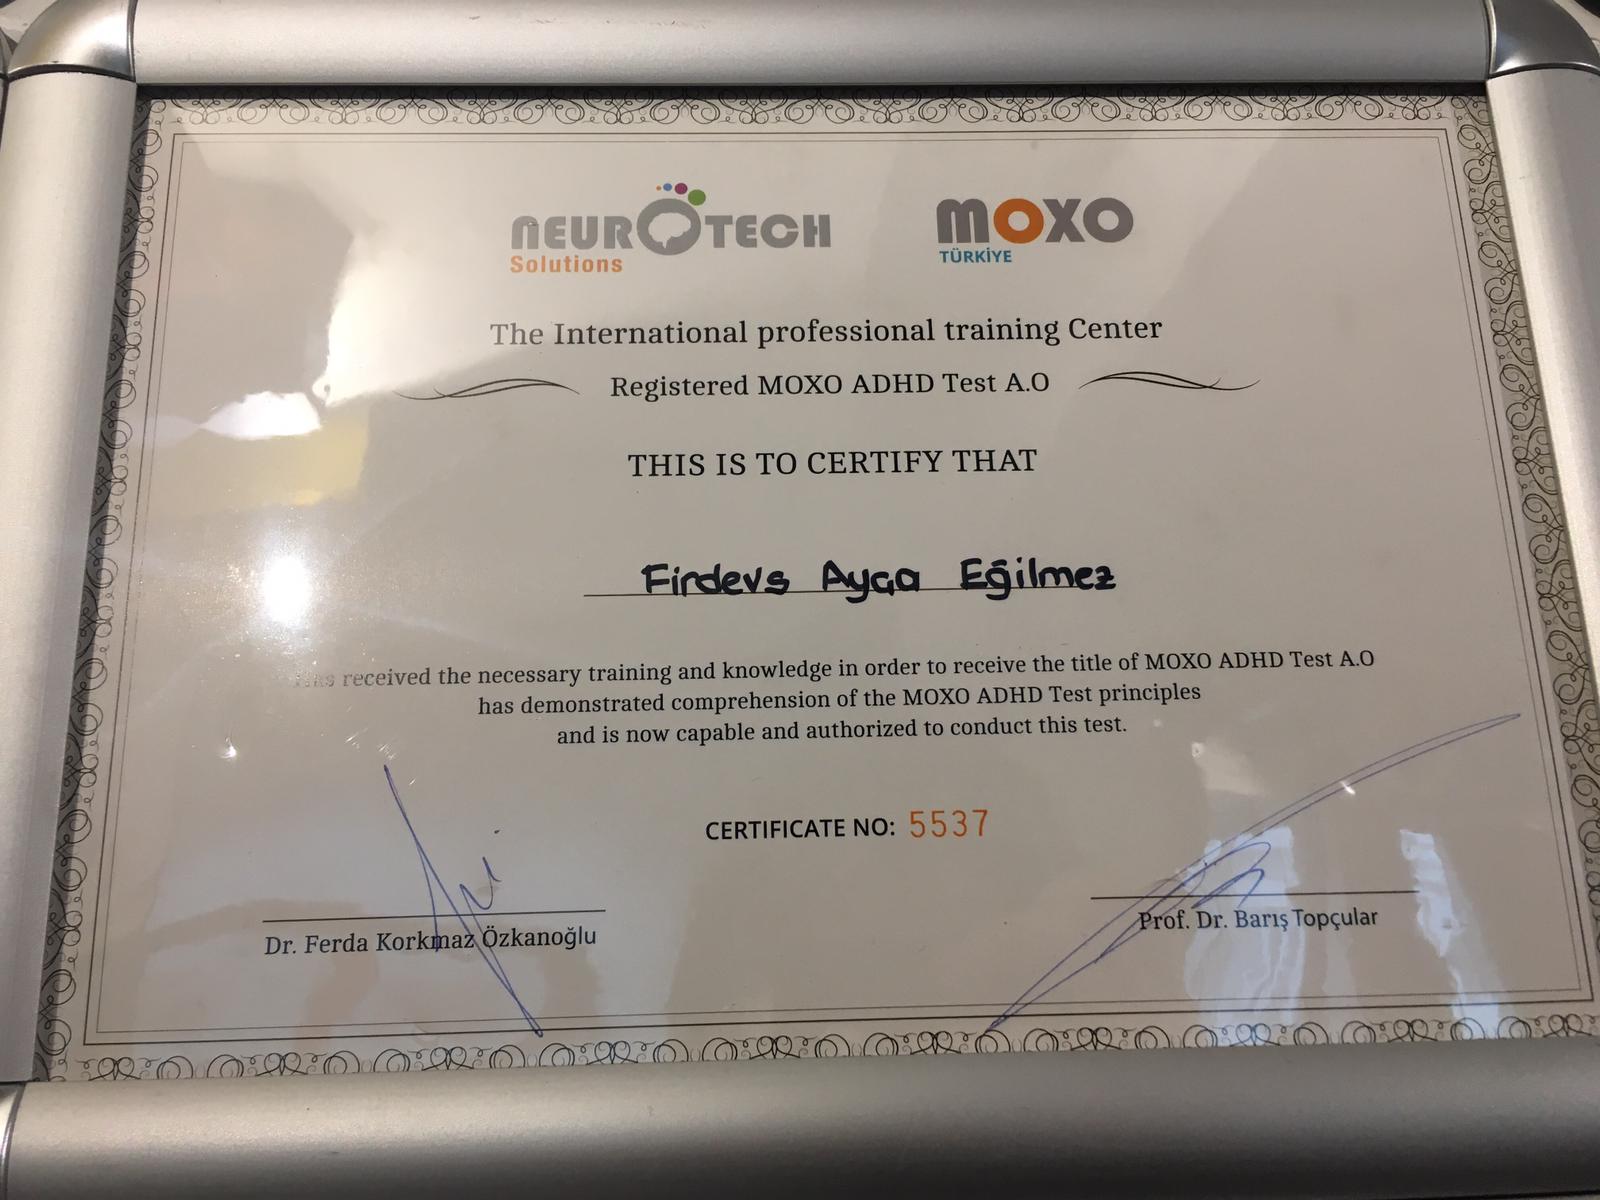 NEUROTECH
Solutions
MOXO
TÜRKİYE
The International professional training Center
Registered MOXO ADHD Test A.O
THIS IS TO CERTIFY THAT
Firdevs Ayça Eğilmez
Has received the necessary training and knowledge in order to receive the title of MOXO ADHD Test A.O
has demonstrated comprehension of the MOXO ADHD Test principles
and is now capable and authorized to conduct this test.
CERTIFICATE NO: 5537
Dr. Ferda Korkmaz Özkanoğlu
Prof. Dr. Barış Topçular